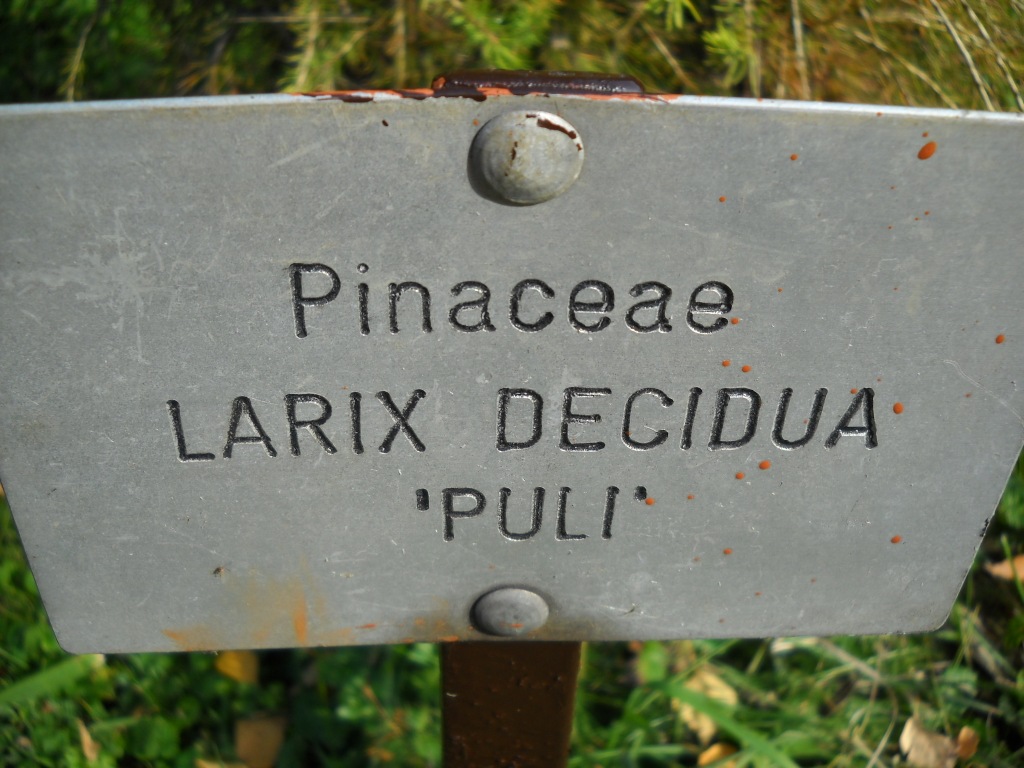 Pinaceae
LARIX DECIDUA
'PULI'